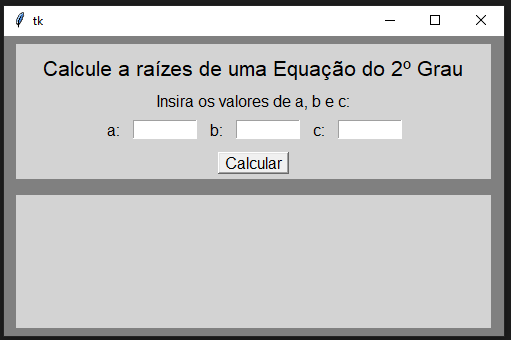 tk
Calcule a raízes de uma Equação do 2º Grau
Insira os valores de a, b e c:
a: b: c:
Calcular